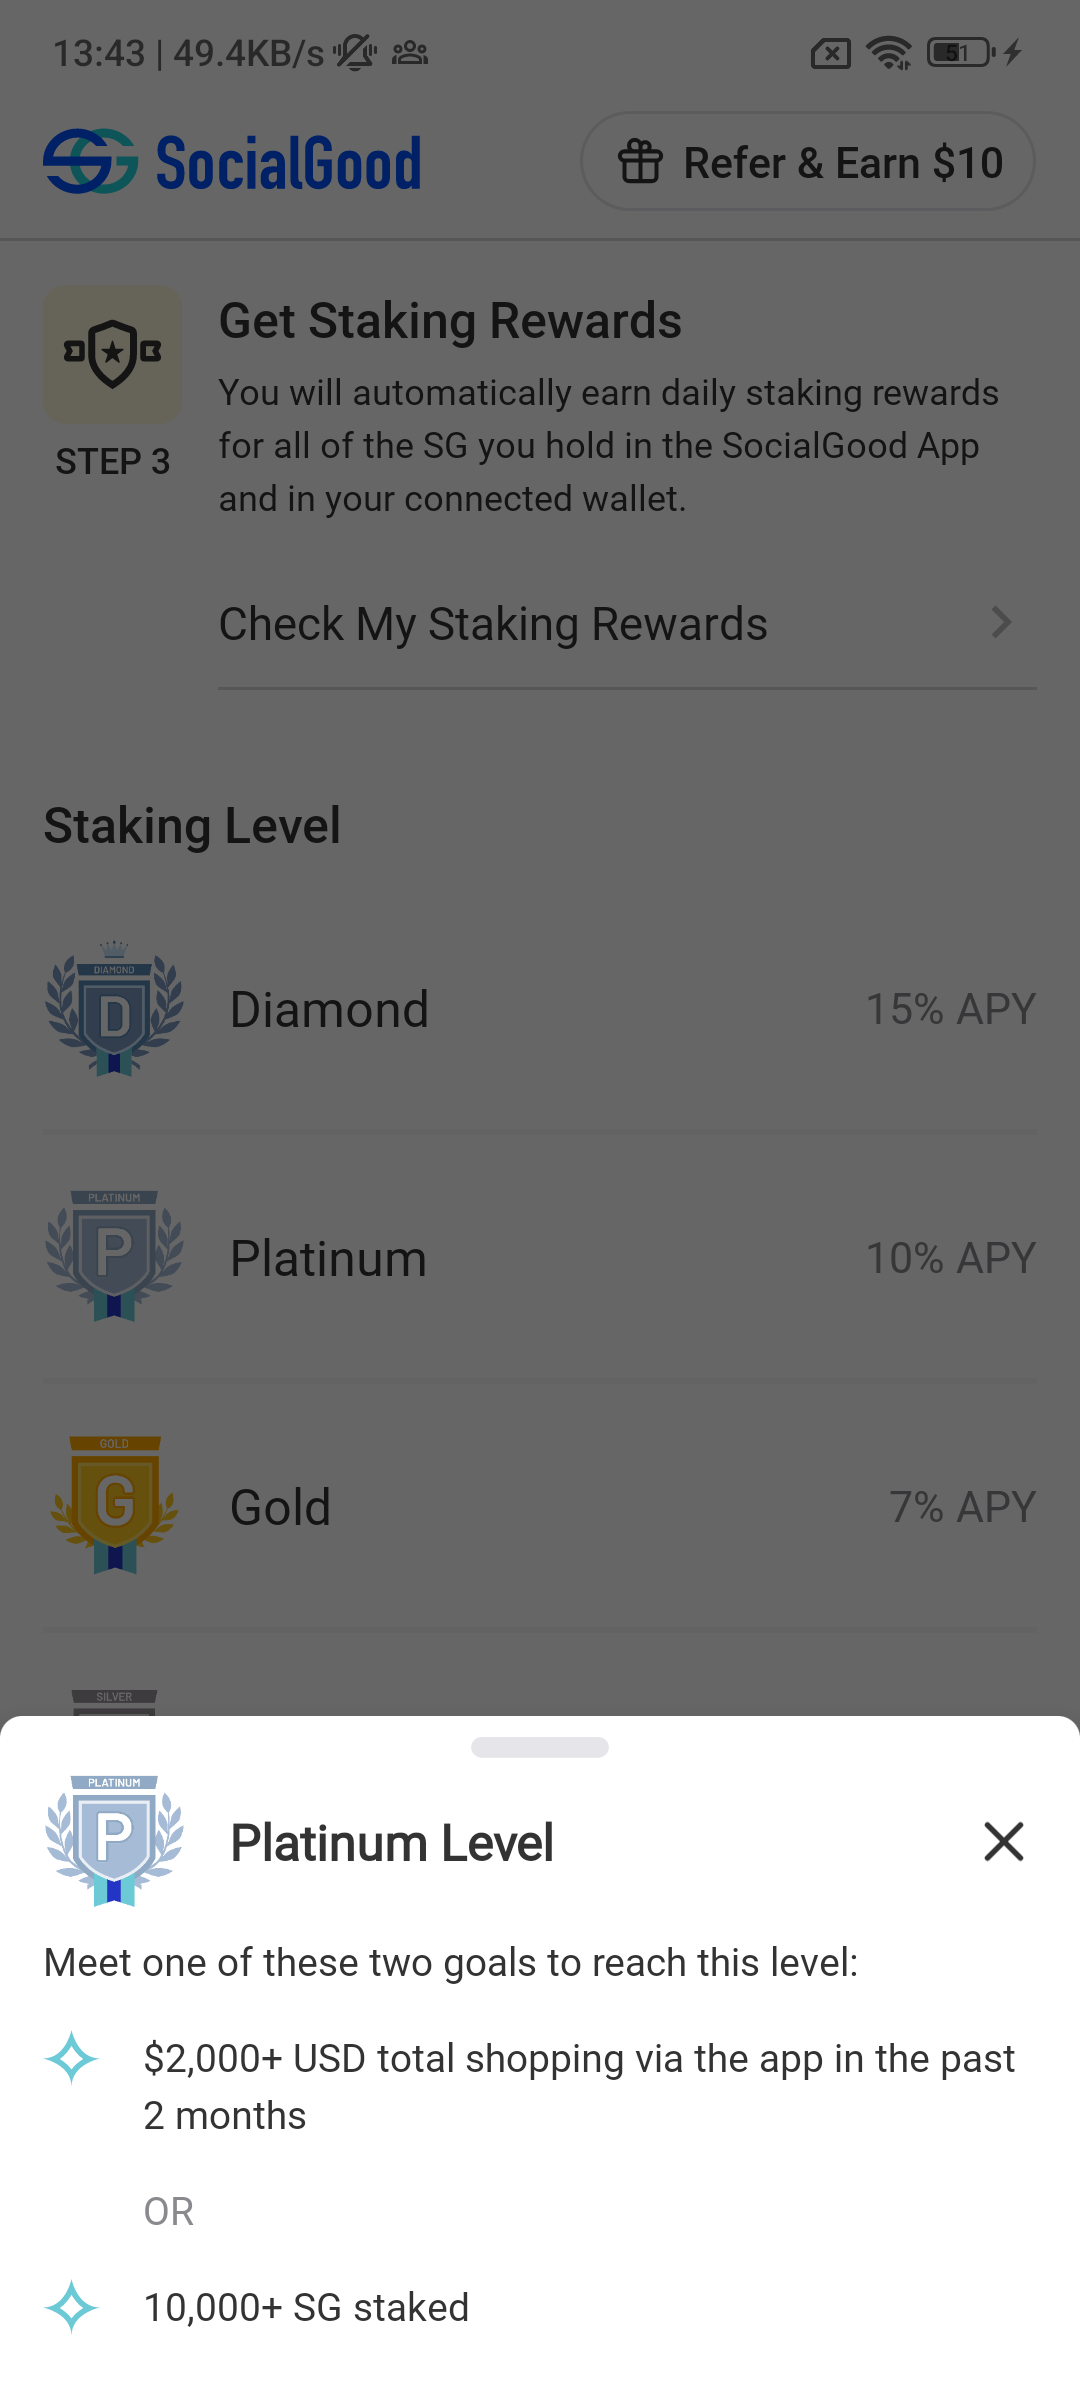 13:43 | 49.4KB/s
51
SG SocialGood
Refer & Earn $10
STEP 3
Get Staking Rewards
You will automatically earn daily staking rewards
for all of the SG you hold in the SocialGood App
and in your connected wallet.
Check My Staking Rewards
Staking Level
DIAMOND
D
Diamond
15% APY
PLATINUM
P
Platinum
10% APY
GOLD
G
Gold
7% APY
SILVER
PLATINUM
P
Platinum Level
Meet one of these two goals to reach this level:
$2,000+ USD total shopping via the app in the past
2 months
OR
10,000+ SG staked